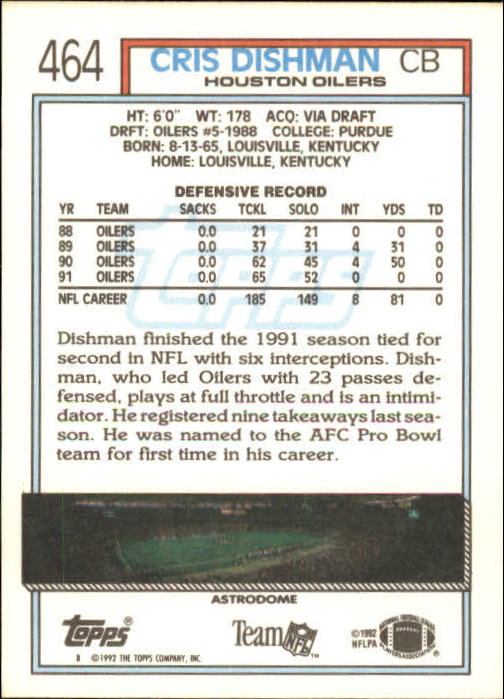 464 CRIS DISHMAN CB
HOUSTON OILERS
HT: 6'0" WT: 178 ACQ: VIA DRAFT
DRFT: OILERS #5-1988 COLLEGE: PURDUE
BORN: 8-13-65, LOUISVILLE, KENTUCKY
HOME: LOUISVILLE, KENTUCKY
DEFENSIVE RECORD
YR TEAM SACKS TCKL SOLO INT YDS TD
88 OILERS 0.0 21 21 0 0 0
89 OILERS 0.0 37 31 4 31 0
90 OILERS 0.0 62 45 4 50 0
91 OILERS 0.0 65 52 0 0 0
NFL CAREER 0.0 185 149 8 81 0
Topps
Dishman finished the 1991 season tied for
second in NFL with six interceptions. Dish-
man, who led Oilers with 23 passes de-
fensed, plays at full throttle and is an intimi-
dator. He registered nine takeaways last sea-
son. He was named to the AFC Pro Bowl
team for first time in his career.
ASTRODOME
Topps® Team NFL™ ©1992
NFLPA
B ©1992 THE TOPPS COMPANY, INC.